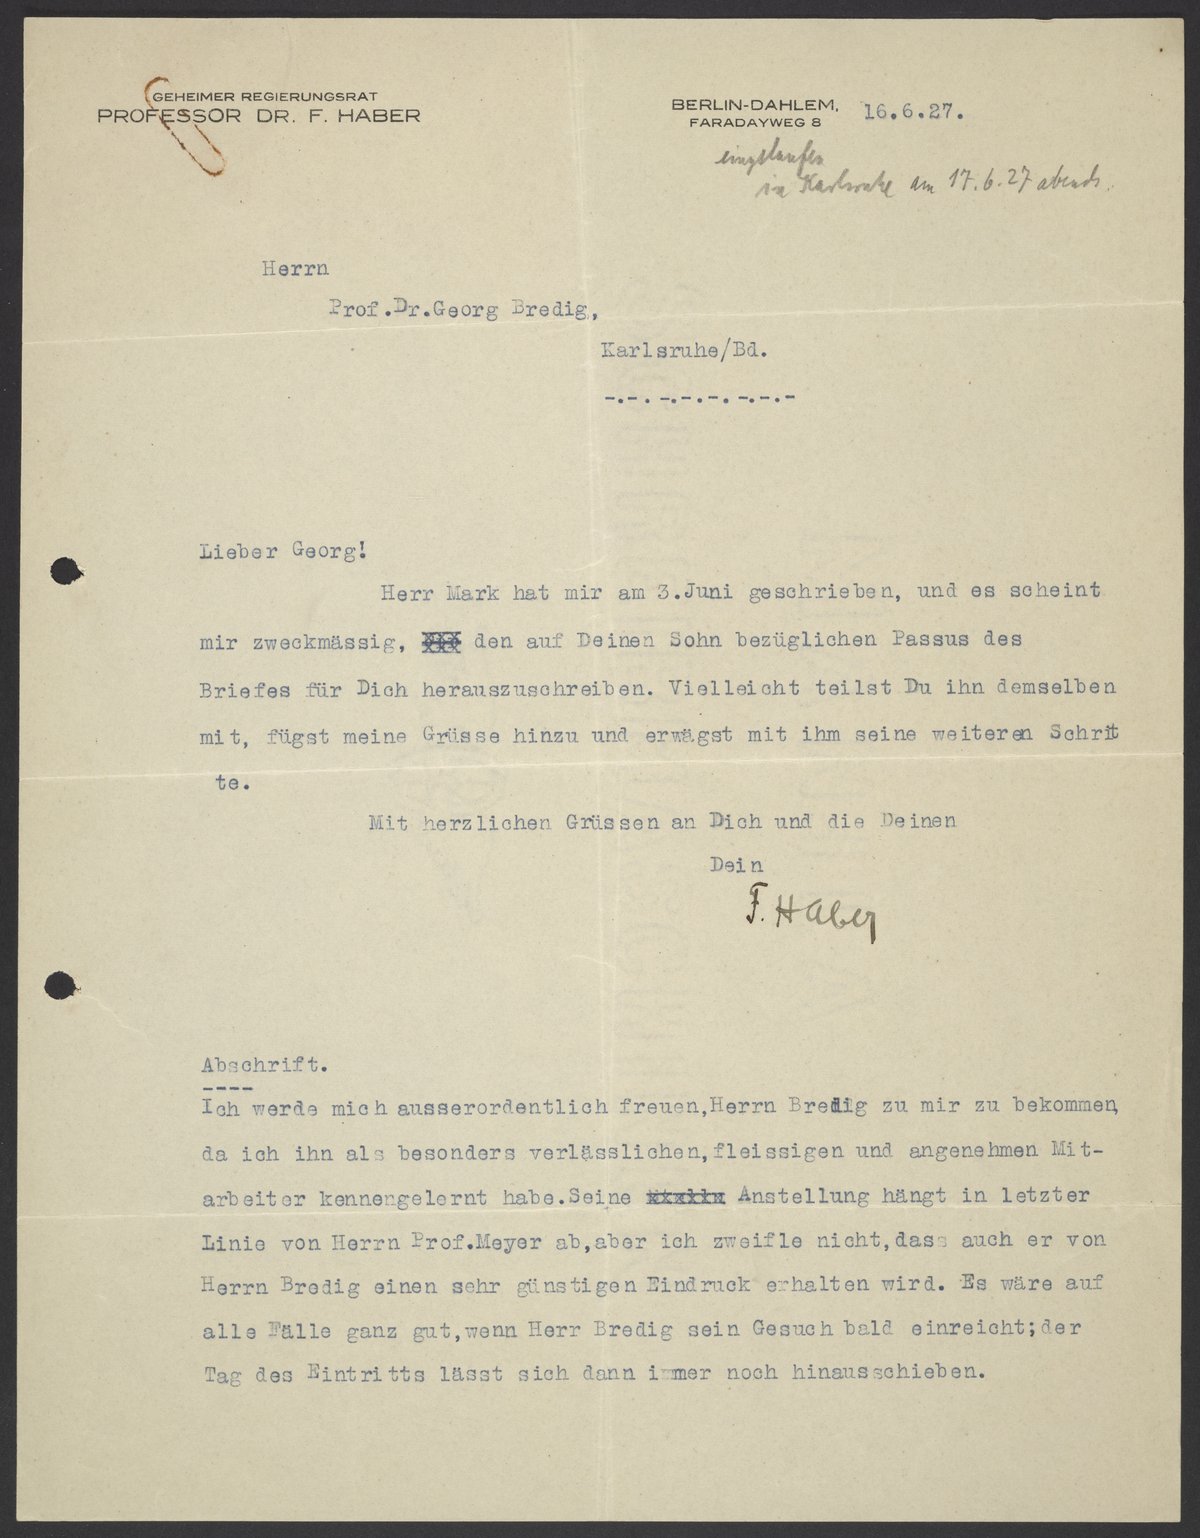 GEHEIMER REGIERUNGSRAT
PROFESSOR DR. F. HABER
BERLIN-DAHLEM, 16.6.27.
FARADAYWEG 8
eingelaufen
in Karlsruhe am 17.6.27 abends.
Herrn
Prof.Dr.Georg Bredig,
Karlsruhe/Bd.
-.-.-.-.-.-.-.-
Lieber Georg!
Herr Mark hat mir am 3.Juni geschrieben, und es scheint
mir zweckmässig, den auf Deinen Sohn bezüglichen Passus des
Briefes für Dich herauszuschreiben. Vielleicht teilst Du ihn demselben
mit, fügst meine Grüsse hinzu und erwägst mit ihm seine weiteren Schrit
te.
Mit herzlichen Grüssen an Dich und die Deinen
Dein
F. Haber
Abschrift.
----
Ich werde mich ausserordentlich freuen,Herrn Bredig zu mir zu bekommen,
da ich ihn als besonders verlässlichen,fleissigen und angenehmen Mit-
arbeiter kennengelernt habe.Seine Anstellung hängt in letzter
Linie von Herrn Prof.Meyer ab,aber ich zweifle nicht,dass auch er von
Herrn Bredig einen sehr günstigen Eindruck erhalten wird. Es wäre auf
alle Fälle ganz gut,wenn Herr Bredig sein Gesuch bald einreicht;der
Tag des Eintritts lässt sich dann immer noch hinausschieben.